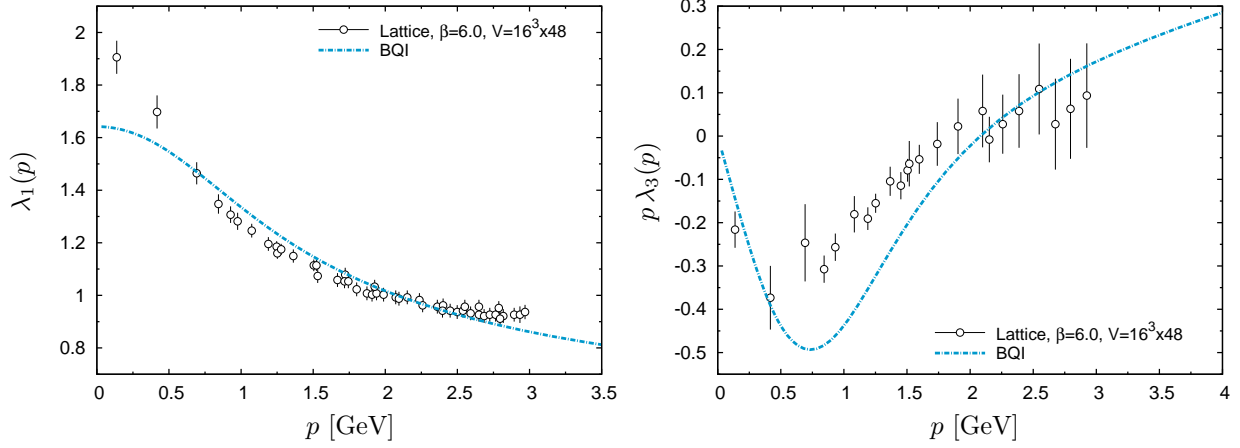 2
1.8
1.6
1.4
1.2
1
0.8
0 0.5 1 1.5 2 2.5 3 3.5
λ₁(p)
p [GeV]
Lattice, β=6.0, V=16³x48
BQI
0.3
0.2
0.1
0
-0.1
-0.2
-0.3
-0.4
-0.5
0 0.5 1 1.5 2 2.5 3 3.5 4
p λ₃(p)
p [GeV]
Lattice, β=6.0, V=16³x48
BQI